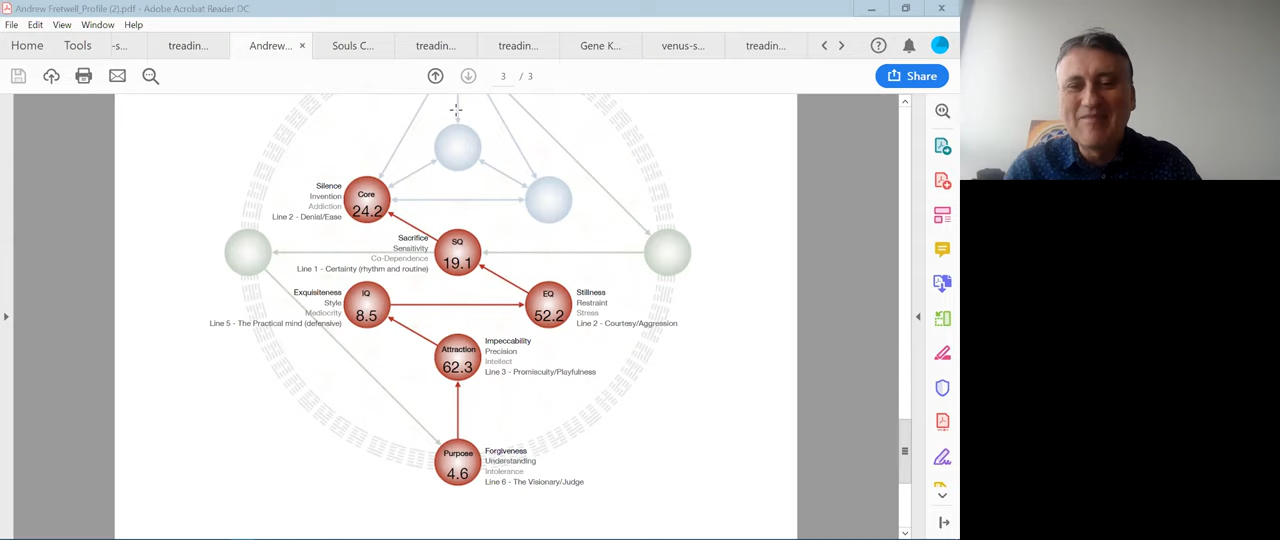 Andrew Fretwell_Profile (2).pdf - Adobe Acrobat Reader DC
File Edit View Window Help
Home Tools -s... treadin... Andrew... × Souls C... treadin... treadin... Gene K... venus-s... treadin...
3 / 3 Share
Silence
Invention
Addiction
Line 2 - Denial/Ease
Core
24.2
Sacrifice
Sensitivity
Co-Dependence
Line 1 - Certainty (rhythm and routine)
SQ
19.1
Exquisiteness
Style
Mediocrity
Line 5 - The Practical mind (defensive)
IQ
8.5
EQ
52.2
Stillness
Restraint
Stress
Line 2 - Courtesy/Aggression
Attraction
62.3
Impeccability
Precision
Intellect
Line 3 - Promiscuity/Playfulness
Purpose
4.6
Forgiveness
Understanding
Intolerance
Line 6 - The Visionary/Judge